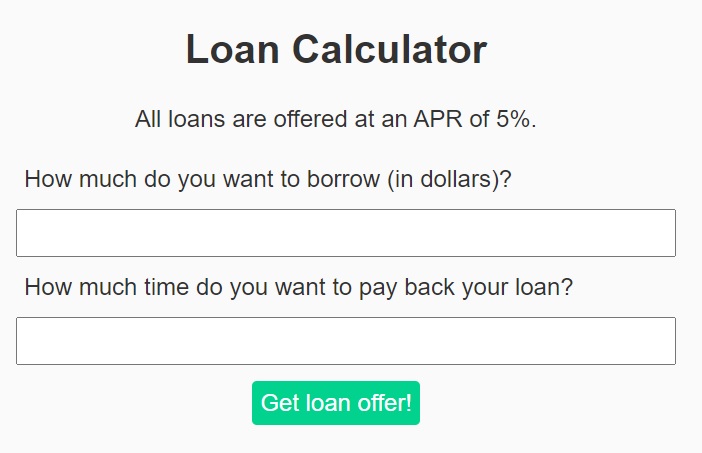 Loan Calculator
All loans are offered at an APR of 5%.
How much do you want to borrow (in dollars)?
How much time do you want to pay back your loan?
Get loan offer!